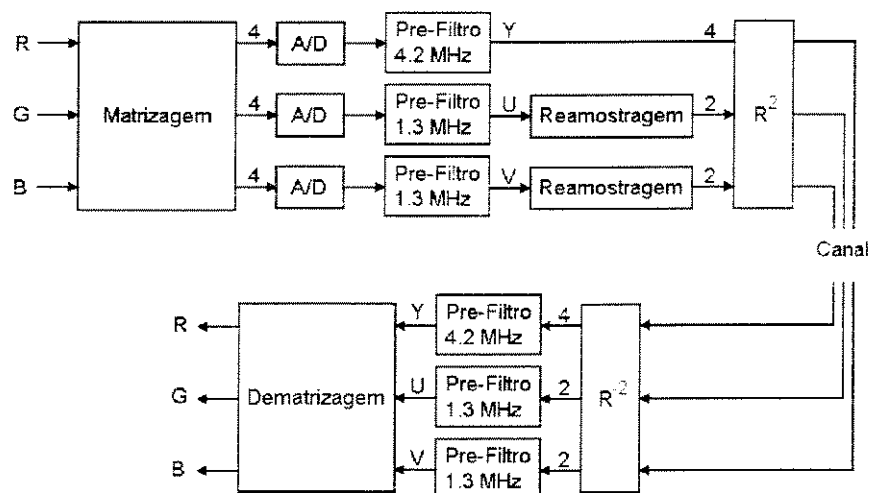 4 Pre-Filtro Y 4
R A/D 4.2 MHz
4 Pre-Filtro U 2
G Matrizagem A/D 1.3 MHz Reamostragem R²
4 Pre-Filtro V 2
B A/D 1.3 MHz Reamostragem
Canal
Y Pre-Filtro 4
R 4.2 MHz
U Pre-Filtro 2
G Dematrizagem 1.3 MHz R⁻²
V Pre-Filtro 2
B 1.3 MHz